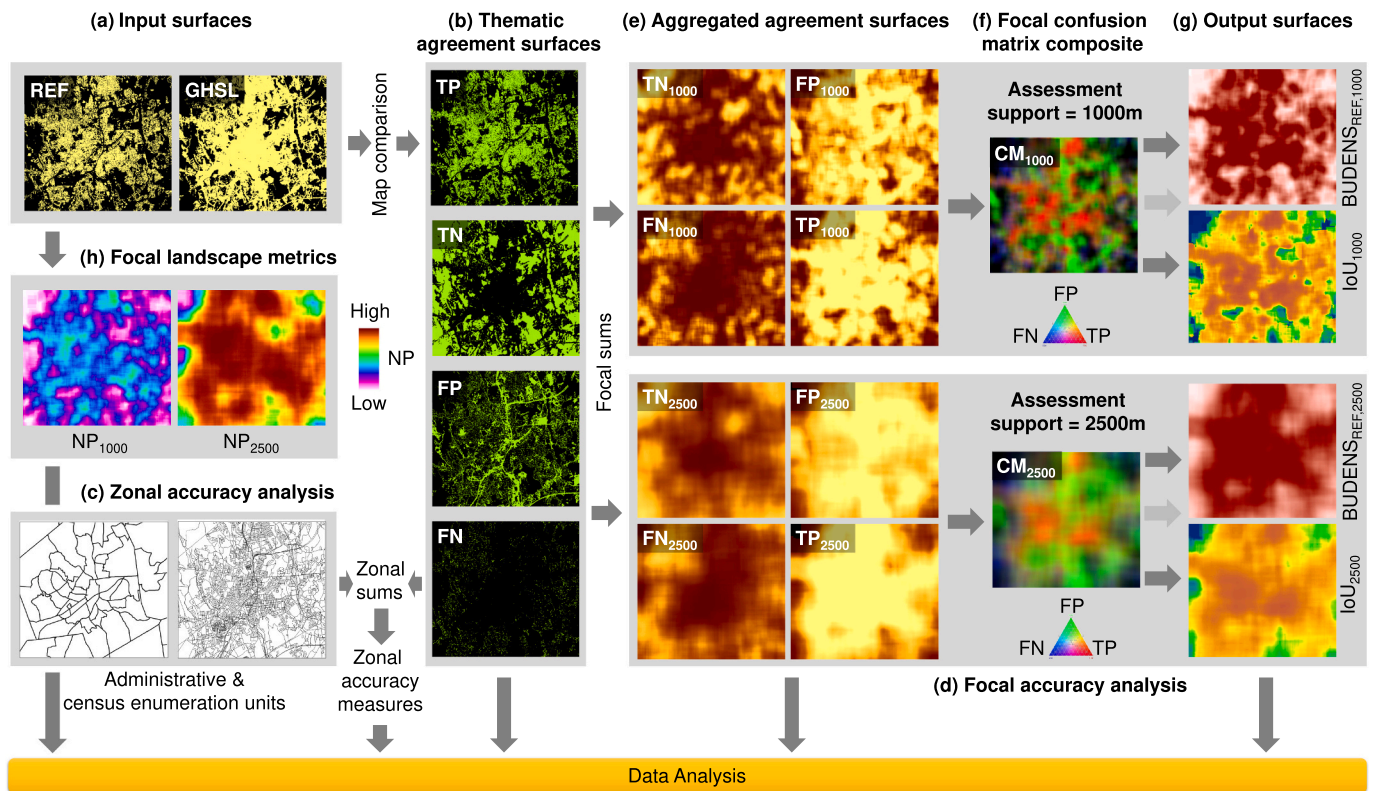 (a) Input surfaces
REF
GHSL
Map comparison
(h) Focal landscape metrics
High
NP
Low
NP1000
NP2500
(c) Zonal accuracy analysis
Administrative &
census enumeration units
Zonal
sums
Zonal
accuracy
measures
(b) Thematic
agreement surfaces
TP
TN
FP
FN
Focal sums
(e) Aggregated agreement surfaces
TN1000
FP1000
FN1000
TP1000
TN2500
FP2500
FN2500
TP2500
(f) Focal confusion
matrix composite
Assessment
support = 1000m
CM1000
FP
FN
TP
Assessment
support = 2500m
CM2500
FP
FN
TP
(g) Output surfaces
BUDENSREF,1000
IoU1000
BUDENSREF,2500
IoU2500
(d) Focal accuracy analysis
Data Analysis